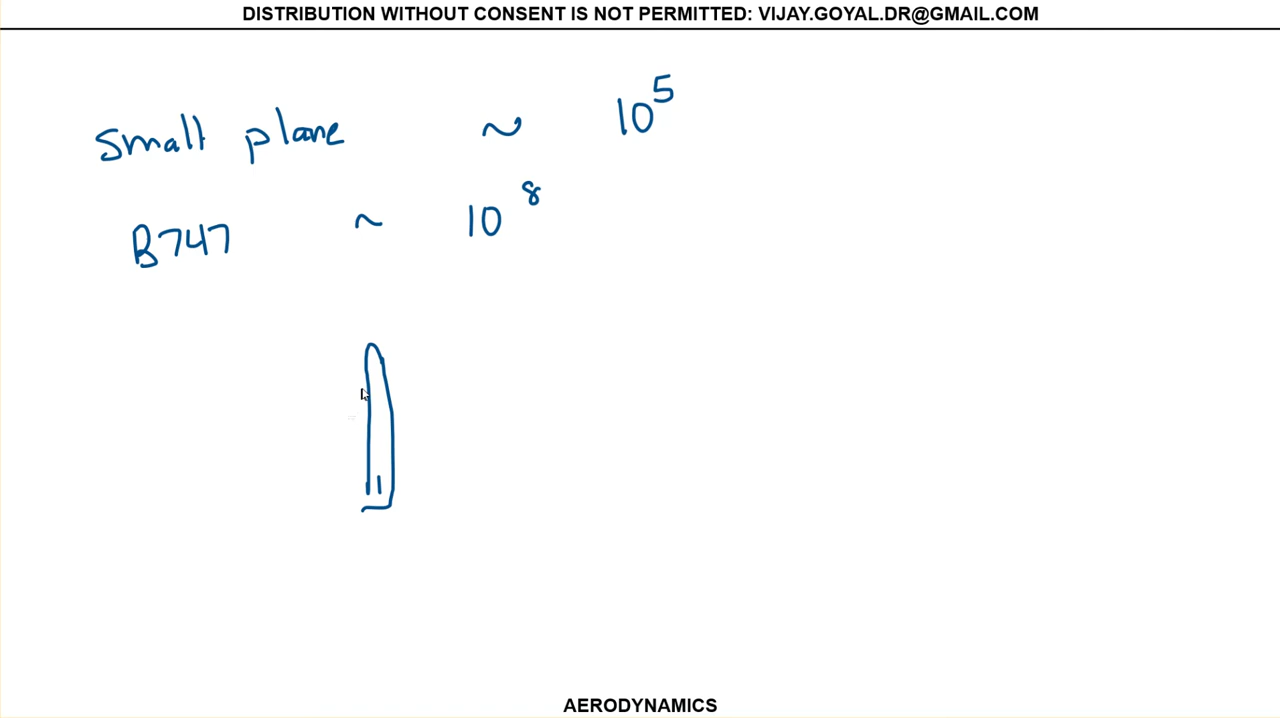 DISTRIBUTION WITHOUT CONSENT IS NOT PERMITTED: VIJAY.GOYAL.DR@GMAIL.COM
small plane ~ 10^5
B747 ~ 10^8
AERODYNAMICS